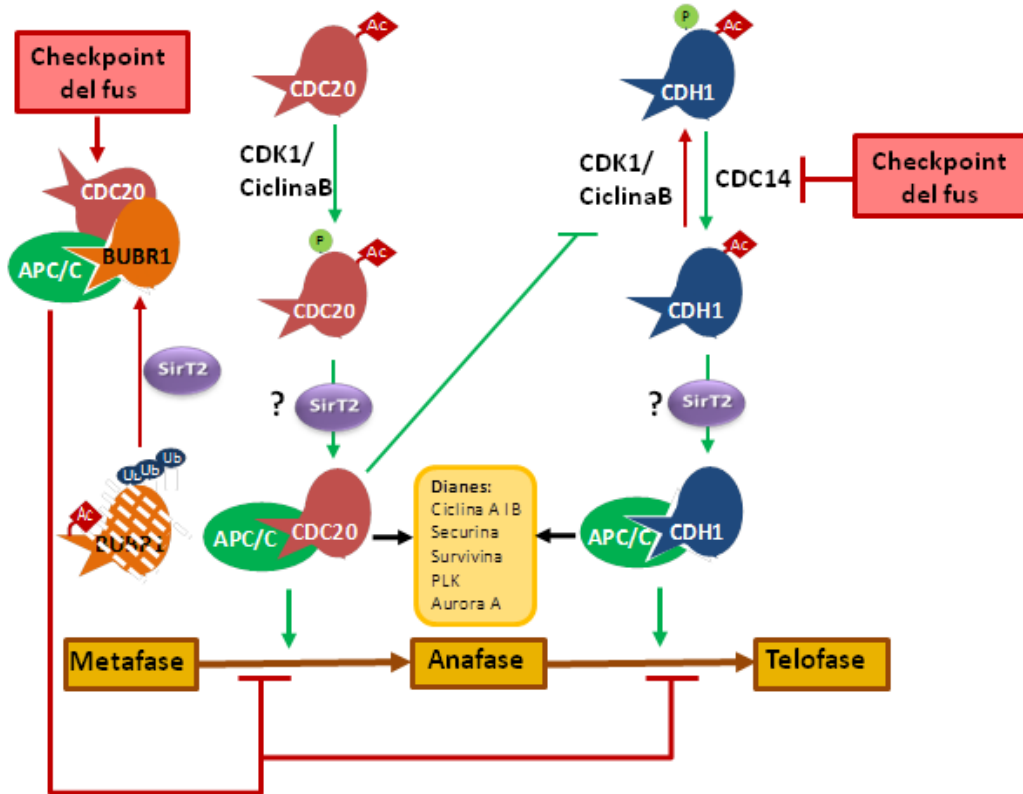 Checkpoint
del fus
CDC20
BUBR1
APC/C
SirT2
Ub
Ub
Ub
Ac
BUBR1
Ac
CDC20
CDK1/
CiclinaB
P
Ac
CDC20
?
SirT2
APC/C
CDC20
P
Ac
CDH1
CDK1/
CiclinaB
CDC14
Checkpoint
del fus
Ac
CDH1
?
SirT2
APC/C
CDH1
Dianes:
Ciclina A I B
Securina
Survivina
PLK
Aurora A
Metafase
Anafase
Telofase